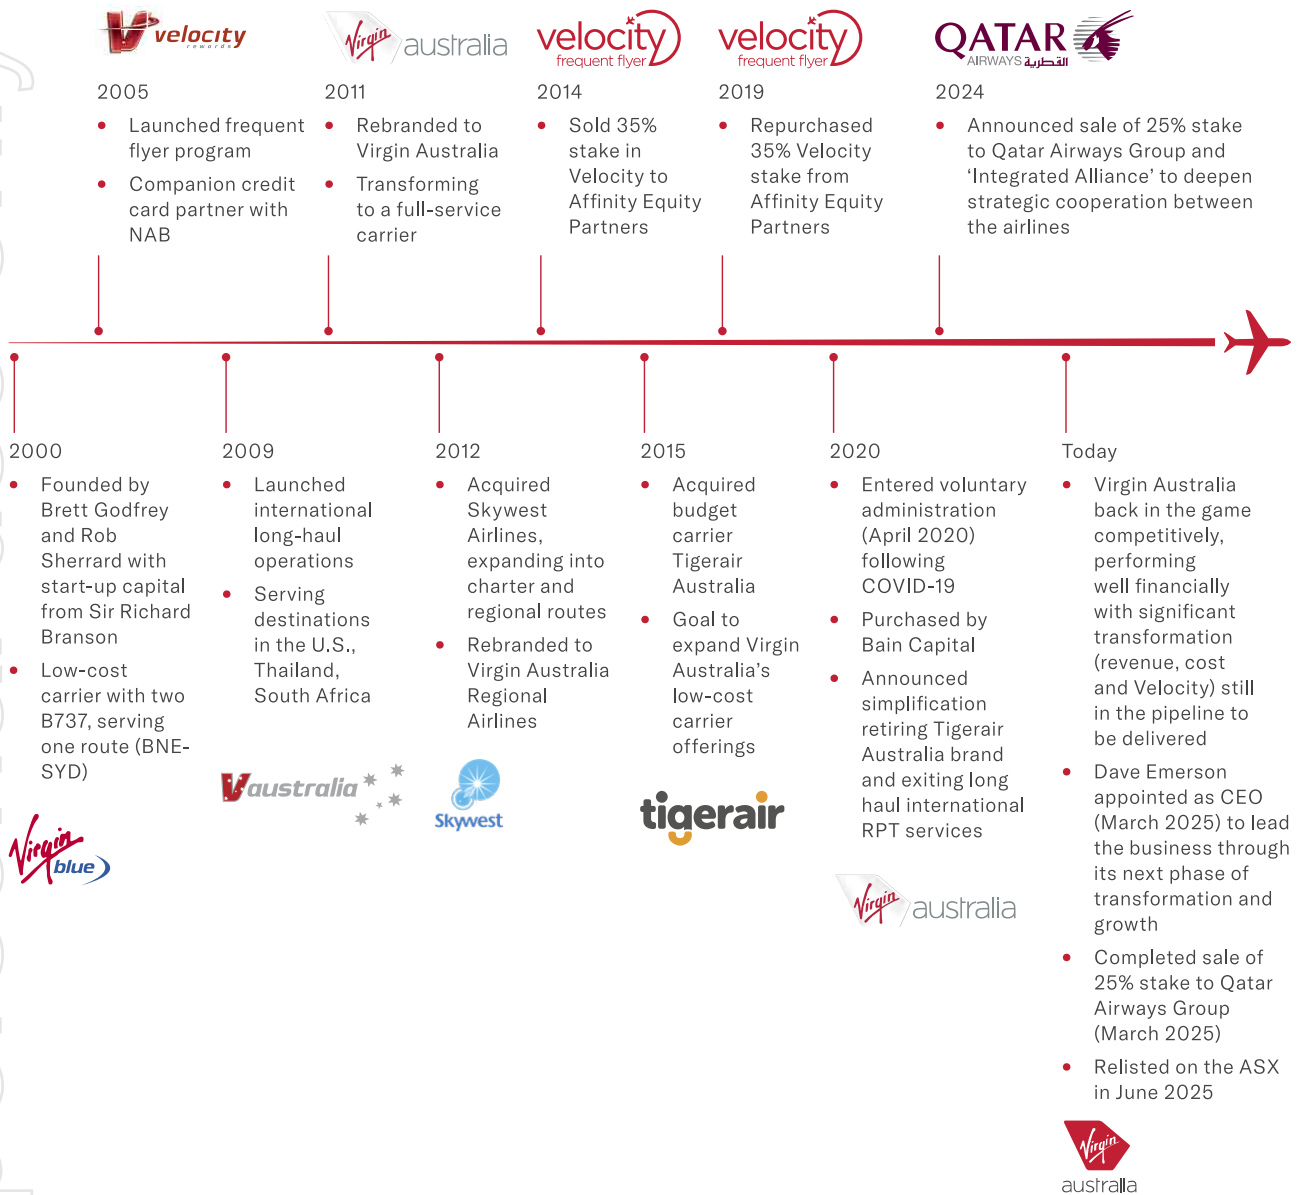 velocity
rewards
2005
Launched frequent
flyer program
Companion credit
card partner with
NAB
Virgin australia
2011
Rebranded to
Virgin Australia
Transforming
to a full-service
carrier
velocity
frequent flyer
2014
Sold 35%
stake in
Velocity to
Affinity Equity
Partners
velocity
frequent flyer
2019
Repurchased
35% Velocity
stake from
Affinity Equity
Partners
QATAR
AIRWAYS القطرية
2024
Announced sale of 25% stake
to Qatar Airways Group and
‘Integrated Alliance’ to deepen
strategic cooperation between
the airlines
2000
Founded by
Brett Godfrey
and Rob
Sherrard with
start-up capital
from Sir Richard
Branson
Low-cost
carrier with two
B737, serving
one route (BNE-
SYD)
Virgin
blue
2009
Launched
international
long-haul
operations
Serving
destinations
in the U.S.,
Thailand,
South Africa
V australia
2012
Acquired
Skywest
Airlines,
expanding into
charter and
regional routes
Rebranded to
Virgin Australia
Regional
Airlines
Skywest
2015
Acquired
budget
carrier
Tigerair
Australia
Goal to
expand Virgin
Australia’s
low-cost
carrier
offerings
tigerair
2020
Entered voluntary
administration
(April 2020)
following
COVID-19
Purchased by
Bain Capital
Announced
simplification
retiring Tigerair
Australia brand
and exiting long
haul international
RPT services
Virgin australia
Today
Virgin Australia
back in the game
competitively,
performing
well financially
with significant
transformation
(revenue, cost
and Velocity) still
in the pipeline to
be delivered
Dave Emerson
appointed as CEO
(March 2025) to lead
the business through
its next phase of
transformation and
growth
Completed sale of
25% stake to Qatar
Airways Group
(March 2025)
Relisted on the ASX
in June 2025
Virgin
australia